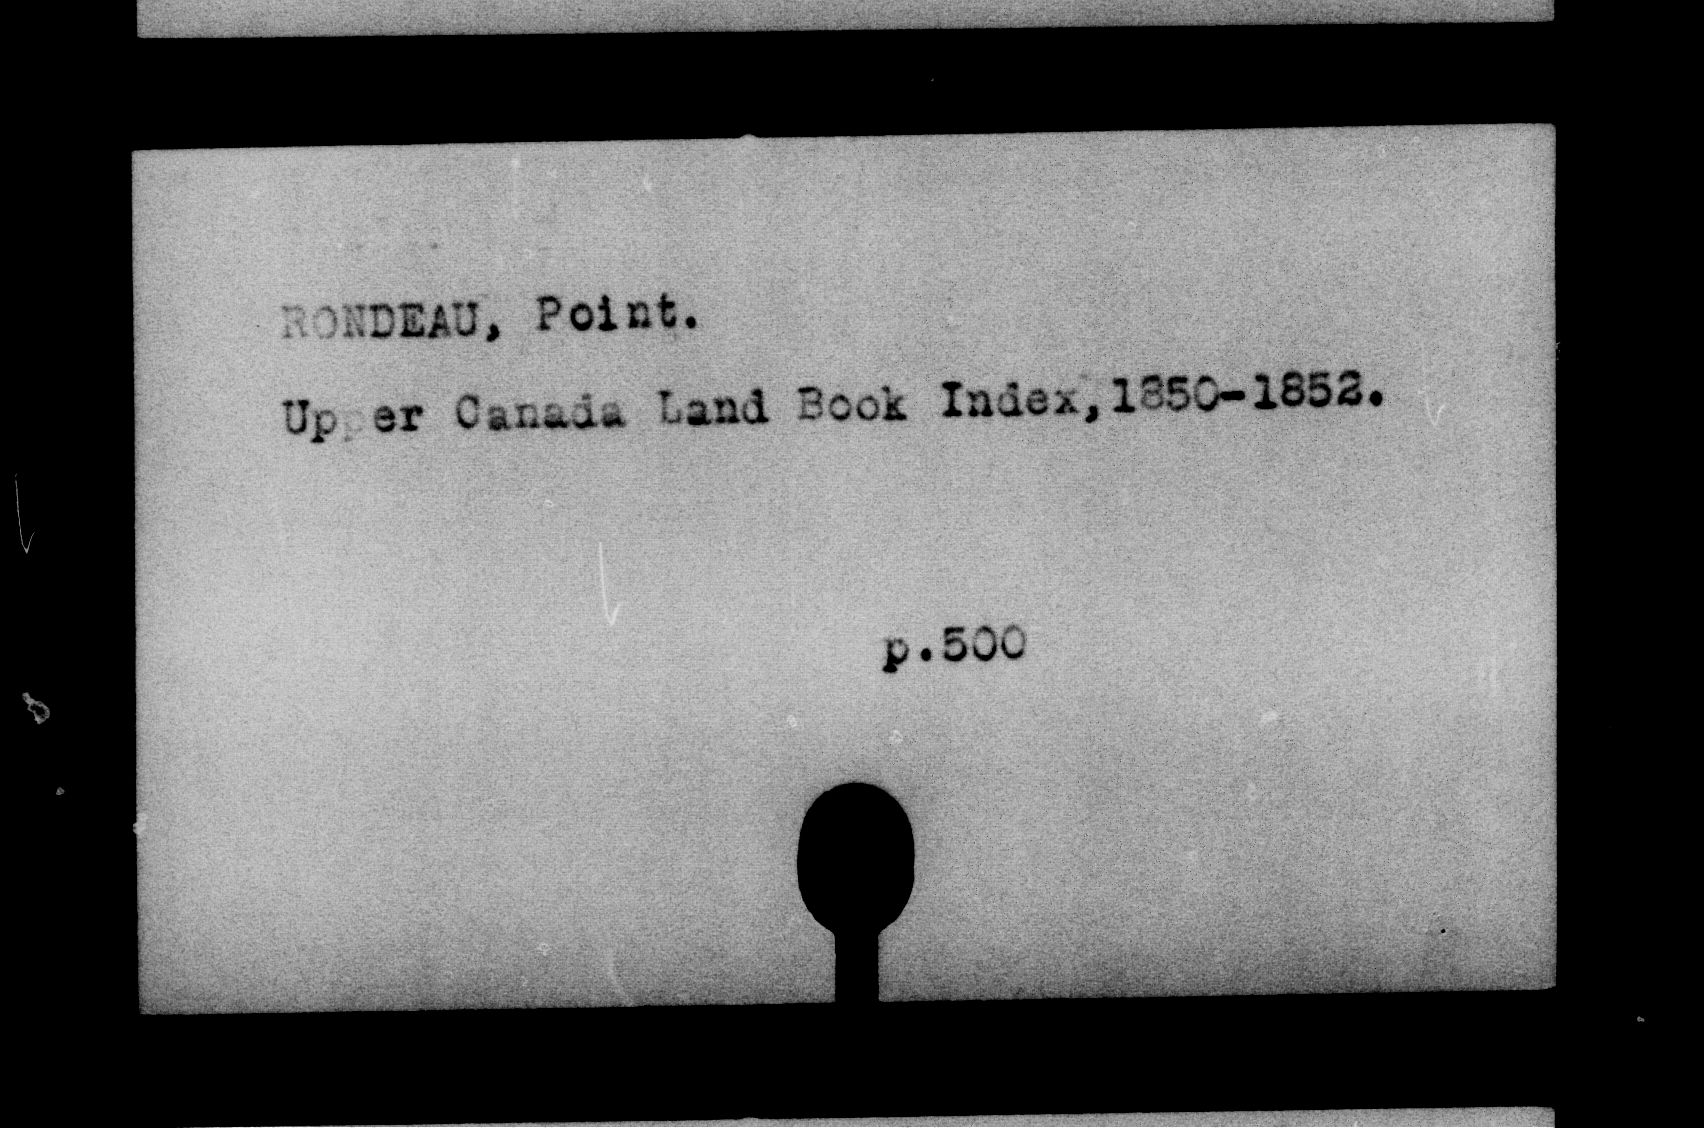 RONDEAU, Point.
Upper Canada Land Book Index,1850-1852.
p.500